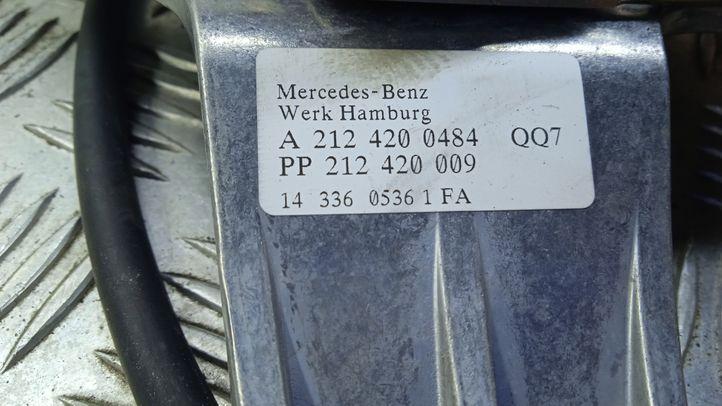 Mercedes-Benz
Werk Hamburg
A 212 420 0484 QQ7
PP 212 420 009
14 336 0536 1 FA